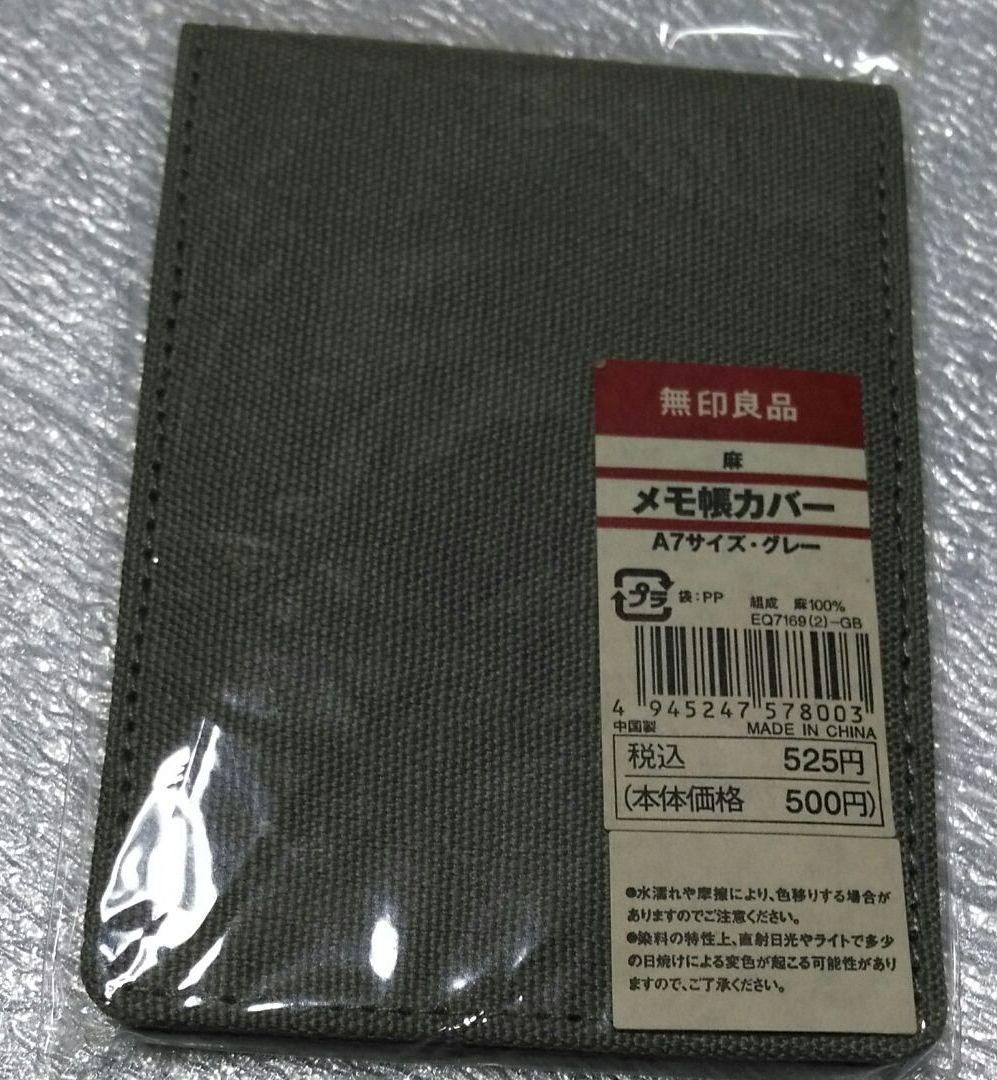 無印良品
麻
メモ帳カバー
A7サイズ・グレー
プラ 袋:PP 組成 麻100%
EQ7169(2)-GB
4 945247 578003
中国製 MADE IN CHINA
税込 525円
(本体価格 500円)
●水濡れや摩擦により、色移りする場合が
ありますのでご注意ください。
●染料の特性上、直射日光やライトで多少
の日焼けによる変色が起こる可能性があり
ますので、ご了承ください。